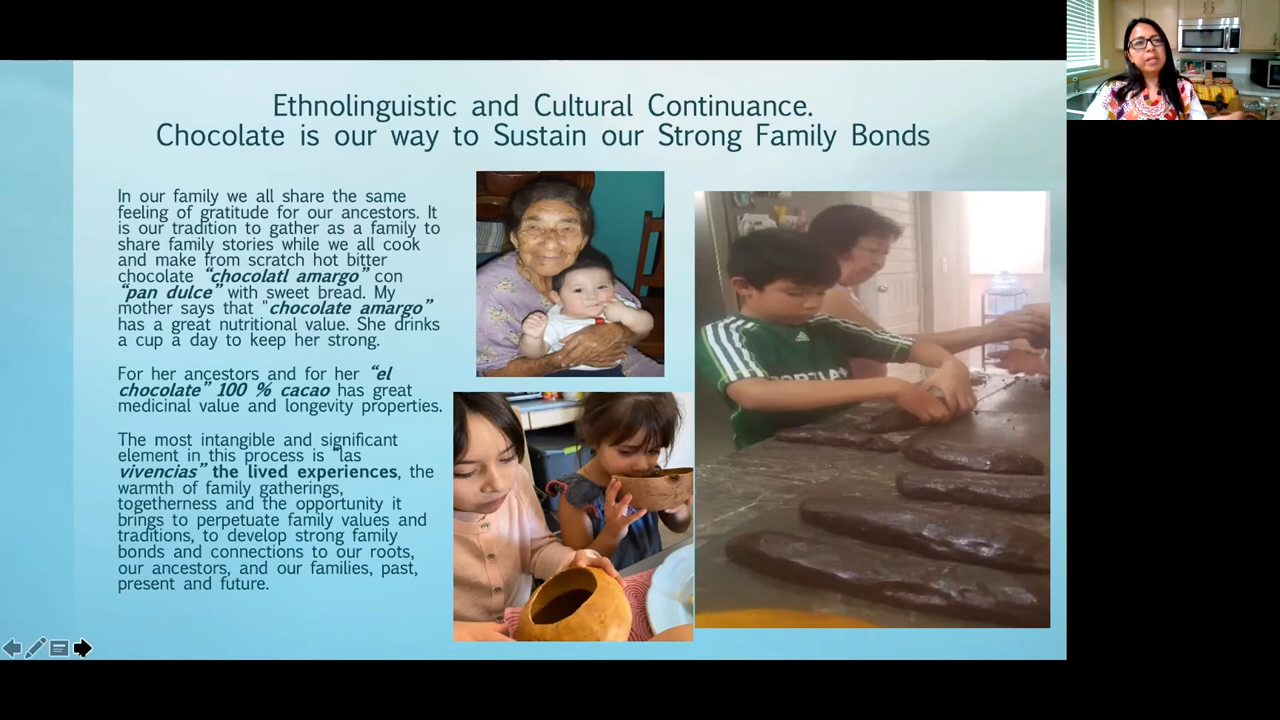 Ethnolinguistic and Cultural Continuance.
Chocolate is our way to Sustain our Strong Family Bonds
In our family we all share the same
feeling of gratitude for our ancestors. It
is our tradition to gather as a family to
share family stories while we all cook
and make from scratch hot bitter
chocolate “chocolatl amargo” con
“pan dulce” with sweet bread. My
mother says that "chocolate amargo”
has a great nutritional value. She drinks
a cup a day to keep her strong.
For her ancestors and for her “el
chocolate” 100 % cacao has great
medicinal value and longevity properties.
The most intangible and significant
element in this process is “las
vivencias” the lived experiences, the
warmth of family gatherings,
togetherness and the opportunity it
brings to perpetuate family values and
traditions, to develop strong family
bonds and connections to our roots,
our ancestors, and our families, past,
present and future.